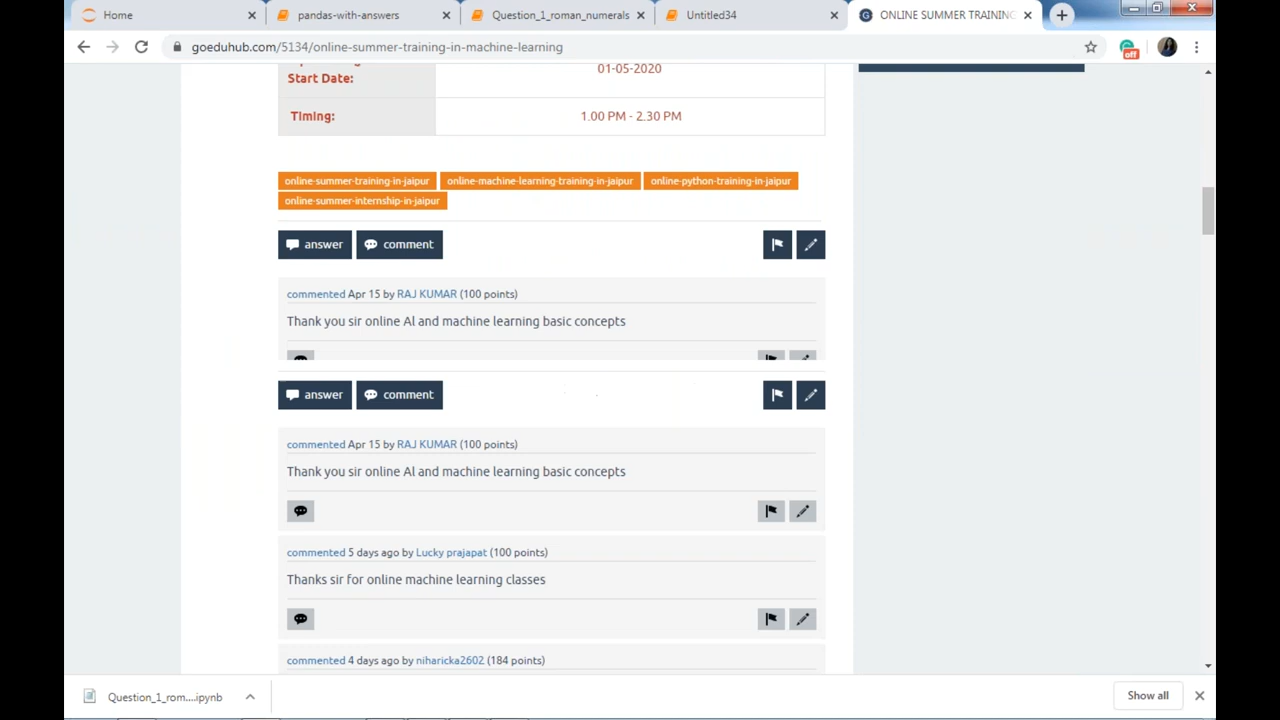 Home
pandas-with-answers
Question_1_roman_numerals
Untitled34
ONLINE SUMMER TRAINING
goeduhub.com/5134/online-summer-training-in-machine-learning
off
Start Date:
01-05-2020
Timing:
1.00 PM - 2.30 PM
online-summer-training-in-jaipur online-machine-learning-training-in-jaipur online-python-training-in-jaipur
online-summer-internship-in-jaipur
answer comment
commented Apr 15 by RAJ KUMAR (100 points)
Thank you sir online Al and machine learning basic concepts
answer comment
commented Apr 15 by RAJ KUMAR (100 points)
Thank you sir online Al and machine learning basic concepts
commented 5 days ago by Lucky prajapat (100 points)
Thanks sir for online machine learning classes
commented 4 days ago by niharicka2602 (184 points)
Question_1_rom....ipynb
Show all